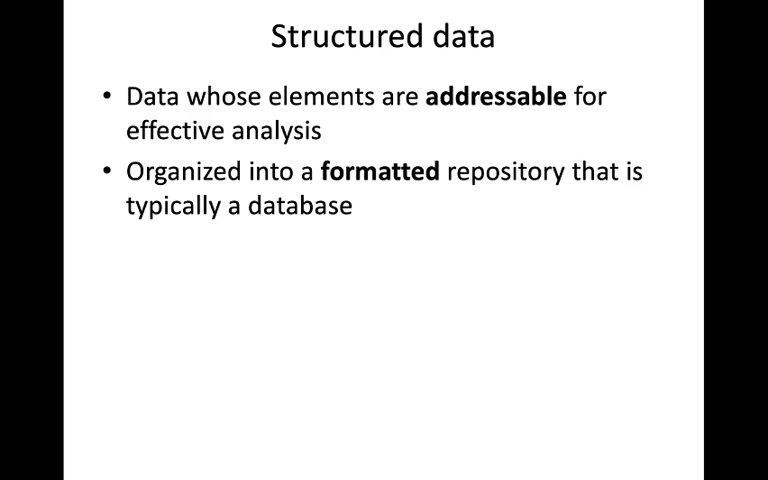 Structured data
• Data whose elements are addressable for
effective analysis
• Organized into a formatted repository that is
typically a database